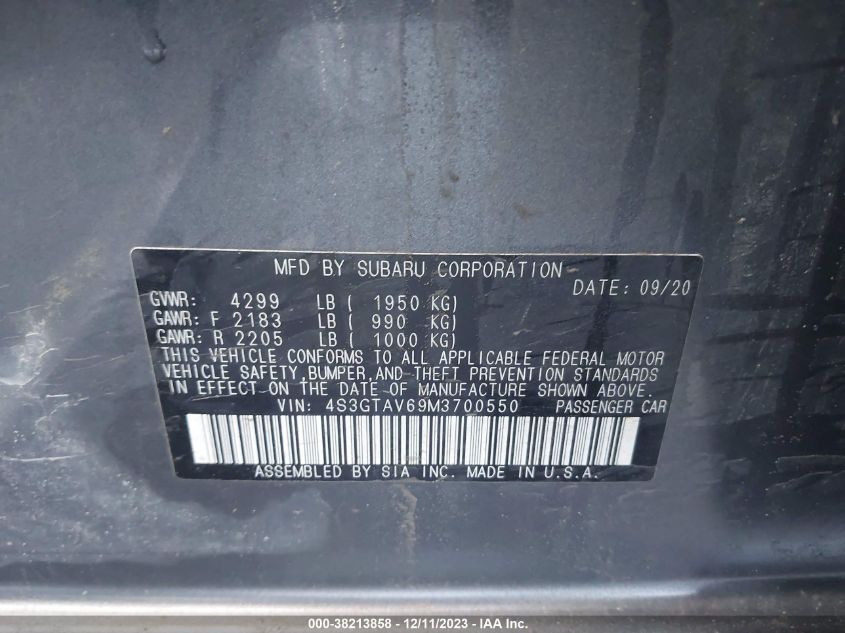 MFD BY SUBARU CORPORATION
DATE: 09/20
GVWR: 4299 LB ( 1950 KG)
GAWR: F 2183 LB ( 990 KG)
GAWR: R 2205 LB ( 1000 KG)
THIS VEHICLE CONFORMS TO ALL APPLICABLE FEDERAL MOTOR
VEHICLE SAFETY, BUMPER, AND THEFT PREVENTION STANDARDS
IN EFFECT ON THE DATE OF MANUFACTURE SHOWN ABOVE.
VIN: 4S3GTAV69M3700550 PASSENGER CAR
ASSEMBLED BY SIA INC. MADE IN U.S.A.
000-38213858 - 12/11/2023 - IAA Inc.